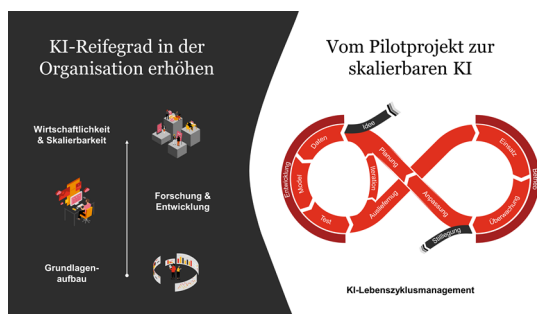 KI-Reifegrad in der
Organisation erhöhen
Wirtschaftlichkeit
& Skalierbarkeit
Forschung &
Entwicklung
Grundlagen-
aufbau
Vom Pilotprojekt zur
skalierbaren KI
Idee
Daten
Planung
Entwicklung
Model
Iteration
Test
Auslieferung
Anpassung
Einsatz
Betrieb
Überwachung
Stilllegung
KI-Lebenszyklusmanagement